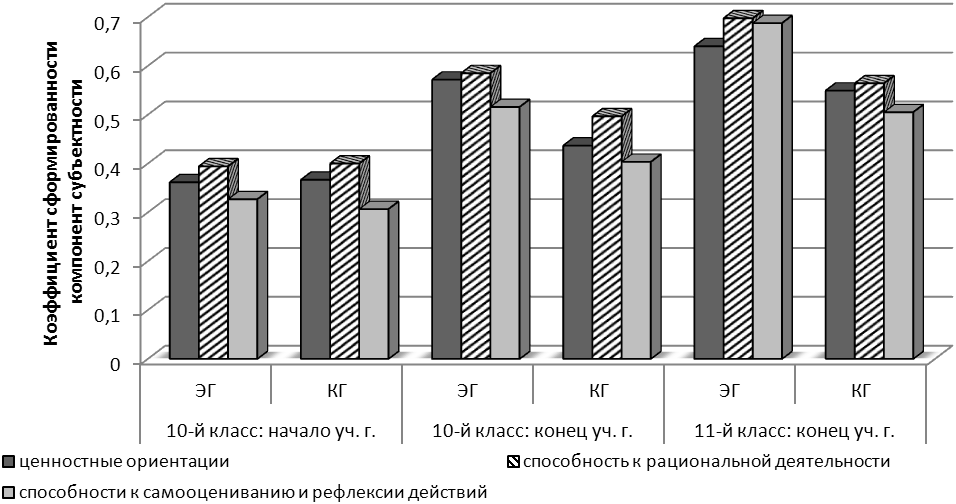 Коэффициент сформированности
компонент субъектности
0,7
0,6
0,5
0,4
0,3
0,2
0,1
0
ЭГ КГ ЭГ КГ ЭГ КГ
10-й класс: начало уч. г. 10-й класс: конец уч. г. 11-й класс: конец уч. г.
ценностные ориентации способность к рациональной деятельности
способности к самооцениванию и рефлексии действий